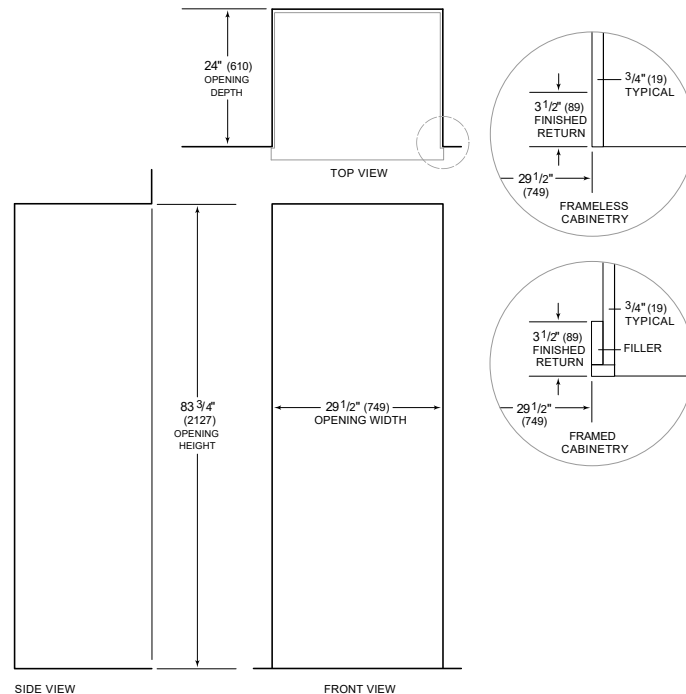 24" (610)
OPENING
DEPTH
TOP VIEW
3/4" (19)
TYPICAL
3 1/2" (89)
FINISHED
RETURN
29 1/2"
(749)
FRAMELESS
CABINETRY
3/4" (19)
TYPICAL
3 1/2" (89)
FINISHED
RETURN
FILLER
29 1/2"
(749)
FRAMED
CABINETRY
83 3/4"
(2127)
OPENING
HEIGHT
29 1/2" (749)
OPENING WIDTH
SIDE VIEW
FRONT VIEW